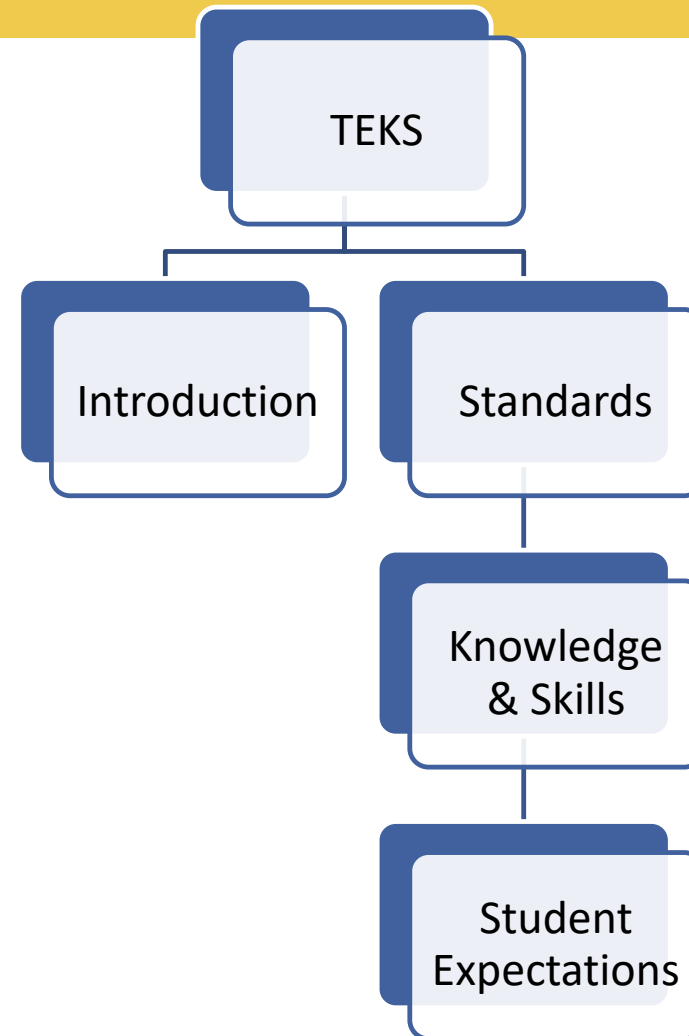 TEKS
Introduction
Standards
Knowledge
& Skills
Student
Expectations